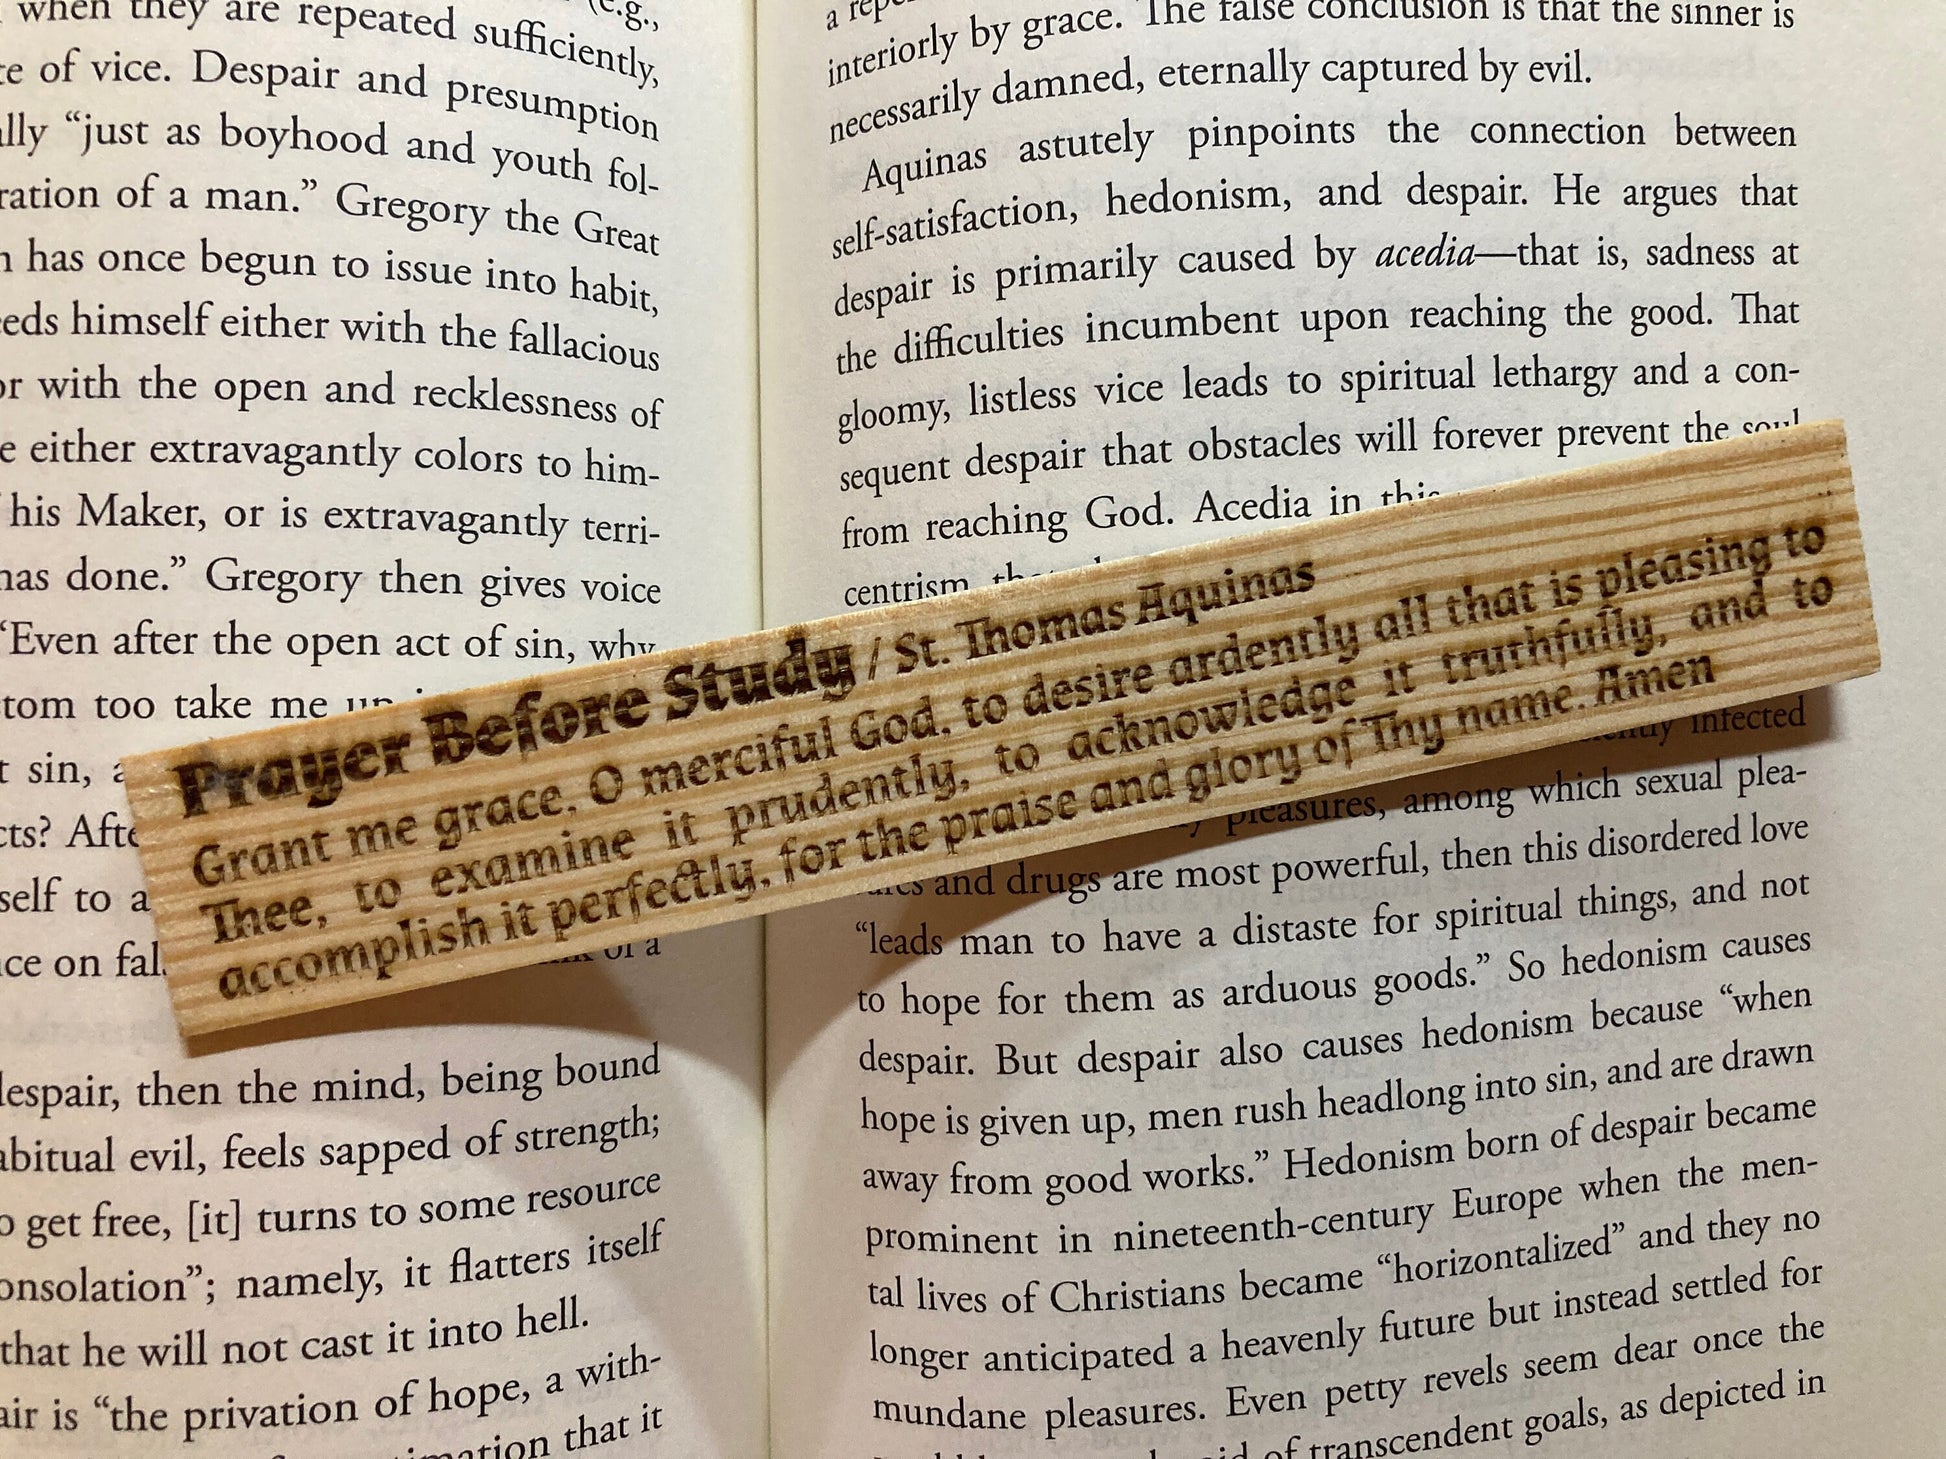 (e.g.,
when they are repeated sufficiently,
of vice. Despair and presumption
“just as boyhood and youth fol-
of a man.” Gregory the Great
has once begun to issue into habit,
himself either with the fallacious
with the open and recklessness of
either extravagantly colors to him-
his Maker, or is extravagantly terri-
done.” Gregory then gives voice
“Even after the open act of sin, why
too take me up
sin,
to a
on
of a
despair, then the mind, being bound
evil, feels sapped of strength;
get free, [it] turns to some resource
namely, it flatters itself
that he will not cast it into hell.
is “the privation of hope, a with-
that it
a
interiorly by grace. The false conclusion is that the sinner is
necessarily damned, eternally captured by evil.
Aquinas astutely pinpoints the connection between
self-satisfaction, hedonism, and despair. He argues that
despair is primarily caused by acedia—that is, sadness at
the difficulties incumbent upon reaching the good. That
gloomy, listless vice leads to spiritual lethargy and a con-
sequent despair that obstacles will forever prevent the soul
from reaching God. Acedia in this
centrism
Prayer Before Study / St. Thomas Aquinas
Grant me grace, O merciful God, to desire ardently all that is pleasing to
Thee, to examine it prudently, to acknowledge it truthfully, and to
accomplish it perfectly, for the praise and glory of Thy name. Amen
infected
pleasures, among which sexual plea-
and drugs are most powerful, then this disordered love
“leads man to have a distaste for spiritual things, and not
to hope for them as arduous goods.” So hedonism causes
despair. But despair also causes hedonism because “when
hope is given up, men rush headlong into sin, and are drawn
away from good works.” Hedonism born of despair became
prominent in nineteenth-century Europe when the men-
tal lives of Christians became “horizontalized” and they no
longer anticipated a heavenly future but instead settled for
mundane pleasures. Even petty revels seem dear once the
of transcendent goals, as depicted in